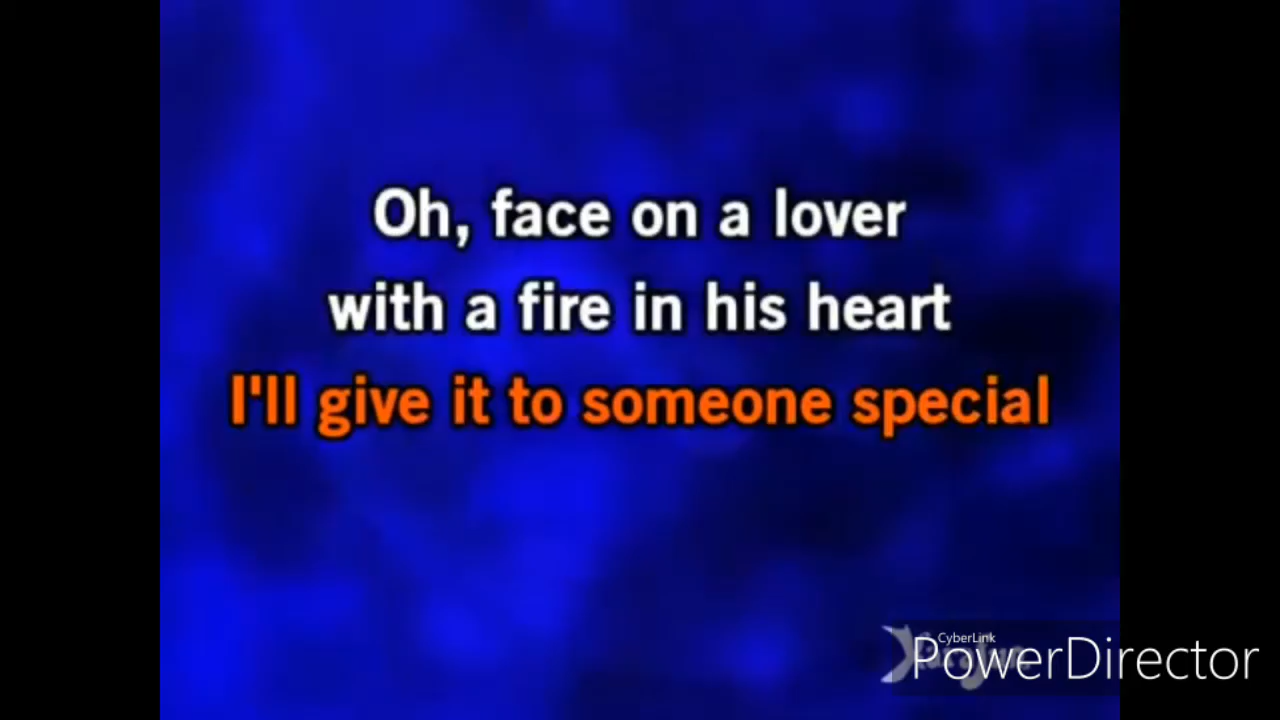 Oh, face on a lover
with a fire in his heart
I'll give it to someone special
CyberLink
PowerDirector